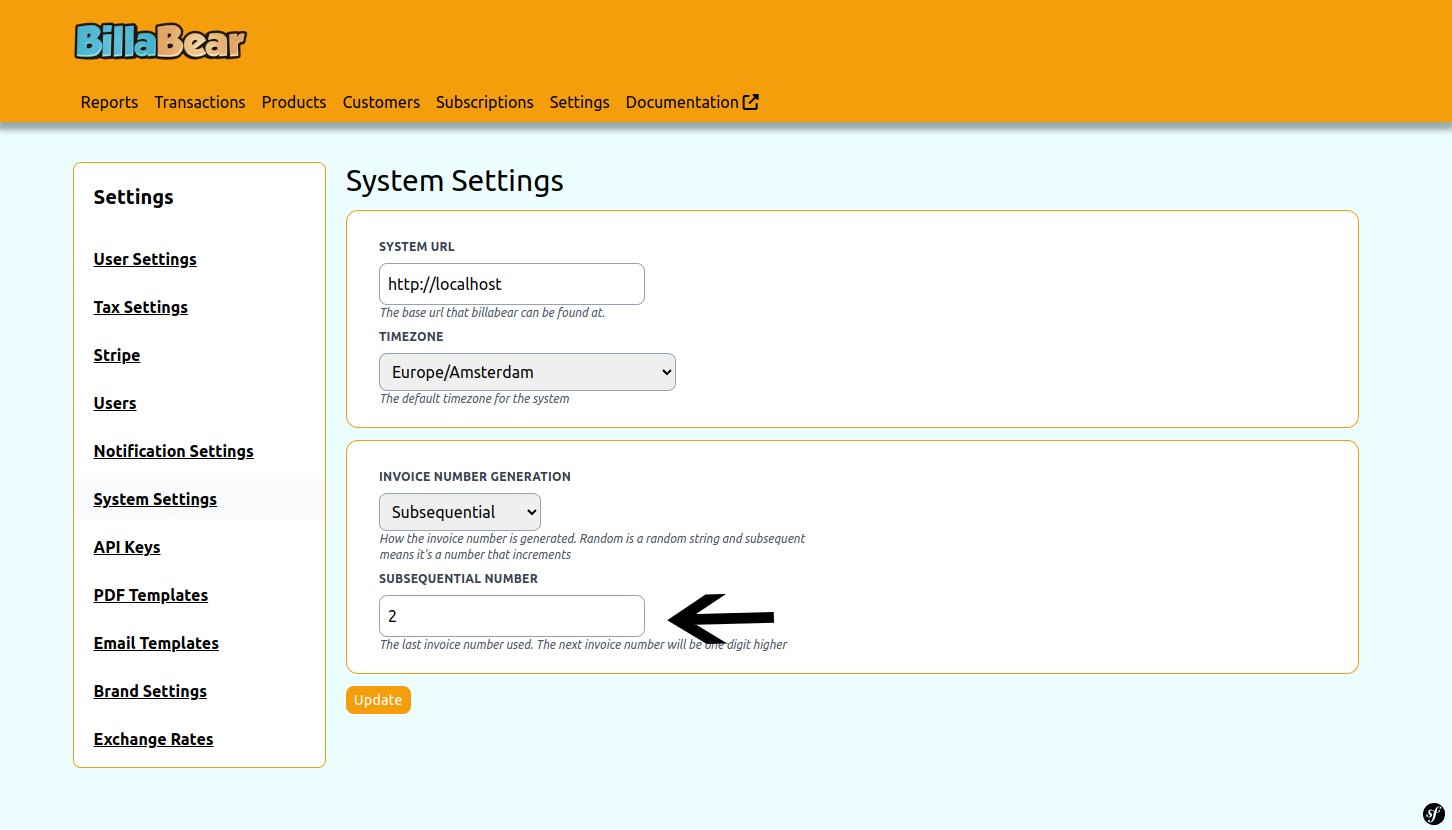 BillaBear
Reports Transactions Products Customers Subscriptions Settings Documentation
Settings
User Settings
Tax Settings
Stripe
Users
Notification Settings
System Settings
API Keys
PDF Templates
Email Templates
Brand Settings
Exchange Rates
System Settings
SYSTEM URL
http://localhost
The base url that billabear can be found at.
TIMEZONE
Europe/Amsterdam
The default timezone for the system
INVOICE NUMBER GENERATION
Subsequential
How the invoice number is generated. Random is a random string and subsequent
means it's a number that increments
SUBSEQUENTIAL NUMBER
2
The last invoice number used. The next invoice number will be one digit higher
Update
sf